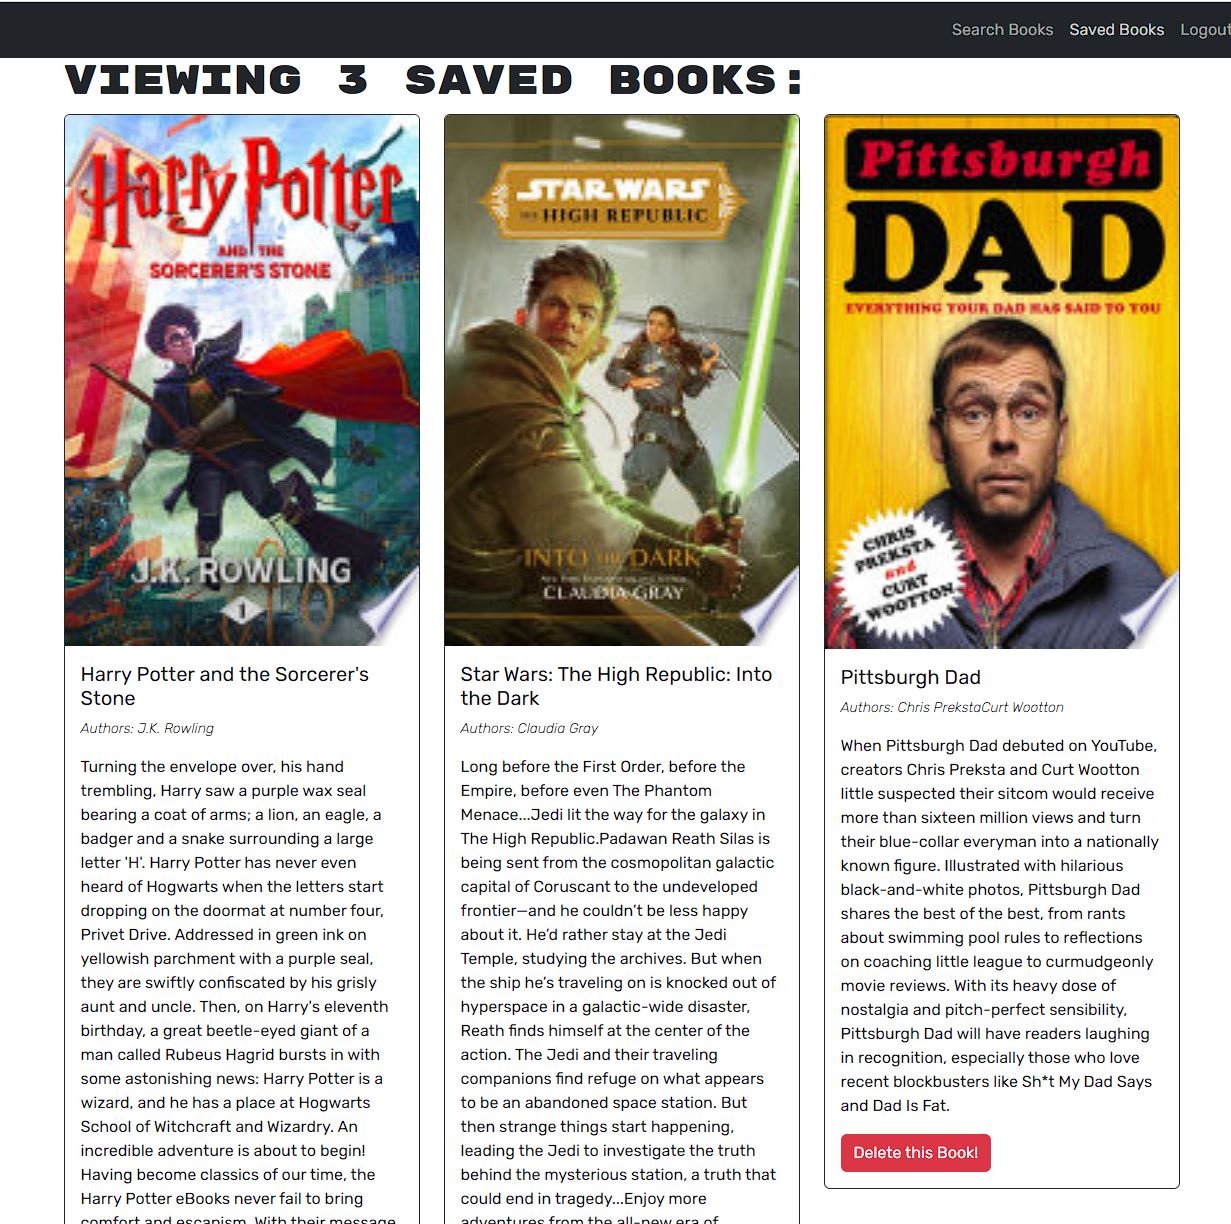 Search Books Saved Books Logout
VIEWING 3 SAVED BOOKS:
Harry Potter
AND THE
SORCERER'S STONE
J.K. ROWLING
1
Harry Potter and the Sorcerer's
Stone
Authors: J.K. Rowling
Turning the envelope over, his hand
trembling, Harry saw a purple wax seal
bearing a coat of arms; a lion, an eagle, a
badger and a snake surrounding a large
letter 'H'. Harry Potter has never even
heard of Hogwarts when the letters start
dropping on the doormat at number four,
Privet Drive. Addressed in green ink on
yellowish parchment with a purple seal,
they are swiftly confiscated by his grisly
aunt and uncle. Then, on Harry's eleventh
birthday, a great beetle-eyed giant of a
man called Rubeus Hagrid bursts in with
some astonishing news: Harry Potter is a
wizard, and he has a place at Hogwarts
School of Witchcraft and Wizardry. An
incredible adventure is about to begin!
Having become classics of our time, the
Harry Potter eBooks never fail to bring
comfort and escapism. With their message
STAR WARS
THE HIGH REPUBLIC
INTO THE DARK
CLAUDIA GRAY
Star Wars: The High Republic: Into
the Dark
Authors: Claudia Gray
Long before the First Order, before the
Empire, before even The Phantom
Menace...Jedi lit the way for the galaxy in
The High Republic.Padawan Reath Silas is
being sent from the cosmopolitan galactic
capital of Coruscant to the undeveloped
frontier—and he couldn’t be less happy
about it. He’d rather stay at the Jedi
Temple, studying the archives. But when
the ship he’s traveling on is knocked out of
hyperspace in a galactic-wide disaster,
Reath finds himself at the center of the
action. The Jedi and their traveling
companions find refuge on what appears
to be an abandoned space station. But
then strange things start happening,
leading the Jedi to investigate the truth
behind the mysterious station, a truth that
could end in tragedy...Enjoy more
adventures from the all-new era of
Pittsburgh
DAD
EVERYTHING YOUR DAD HAS SAID TO YOU
CHRIS
PREKSTA
and
CURT
WOOTTON
Pittsburgh Dad
Authors: Chris PrekstaCurt Wootton
When Pittsburgh Dad debuted on YouTube,
creators Chris Preksta and Curt Wootton
little suspected their sitcom would receive
more than sixteen million views and turn
their blue-collar everyman into a nationally
known figure. Illustrated with hilarious
black-and-white photos, Pittsburgh Dad
shares the best of the best, from rants
about swimming pool rules to reflections
on coaching little league to curmudgeonly
movie reviews. With its heavy dose of
nostalgia and pitch-perfect sensibility,
Pittsburgh Dad will have readers laughing
in recognition, especially those who love
recent blockbusters like Sh*t My Dad Says
and Dad Is Fat.
Delete this Book!